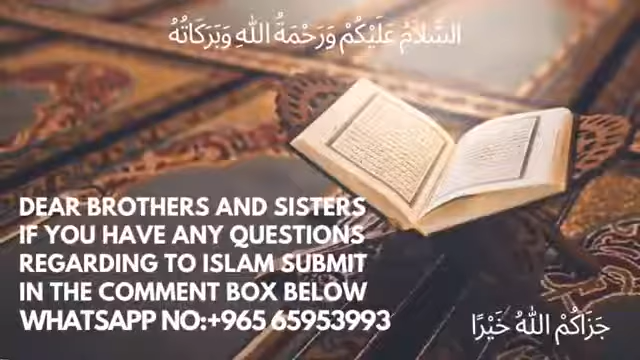 السَّلَامُ عَلَيْكُمْ وَرَحْمَةُ اللهِ وَبَرَكَاتُهُ
DEAR BROTHERS AND SISTERS
IF YOU HAVE ANY QUESTIONS
REGARDING TO ISLAM SUBMIT
IN THE COMMENT BOX BELOW
WHATSAPP NO:+965 65953993
جَزَاكُمْ اللهُ خَيْرًا